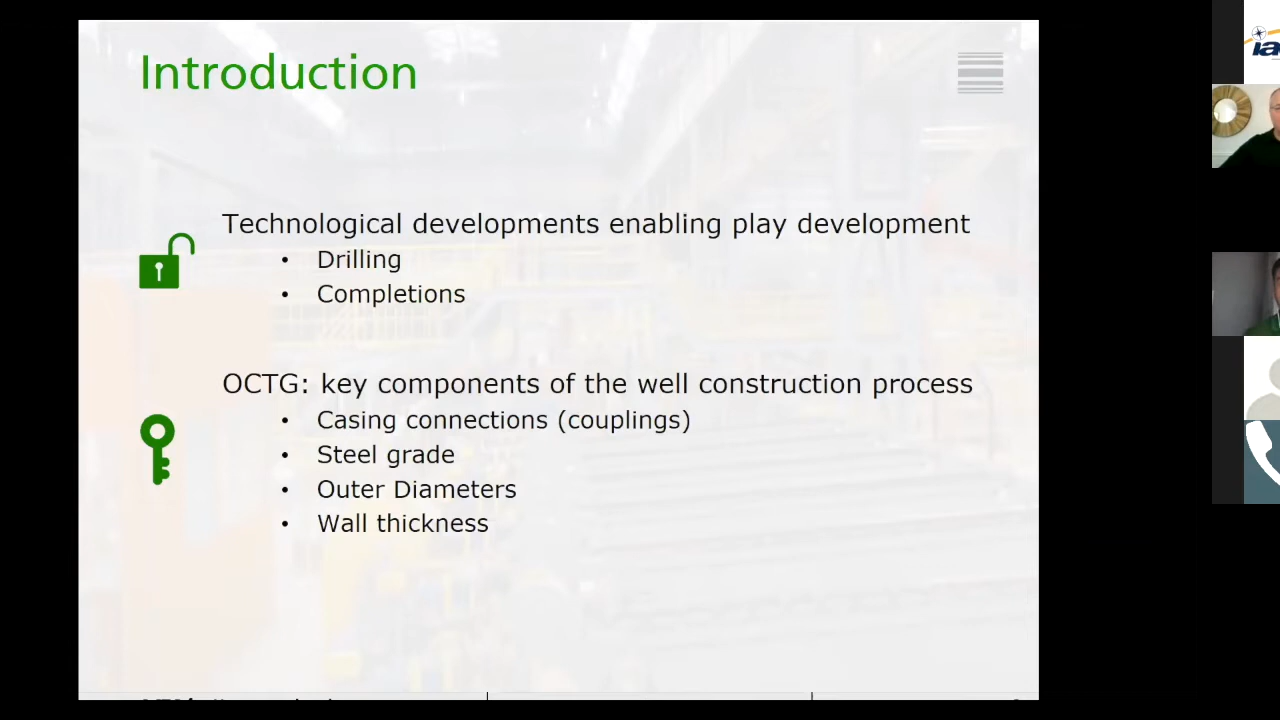 Introduction
Technological developments enabling play development
• Drilling
• Completions
OCTG: key components of the well construction process
• Casing connections (couplings)
• Steel grade
• Outer Diameters
• Wall thickness